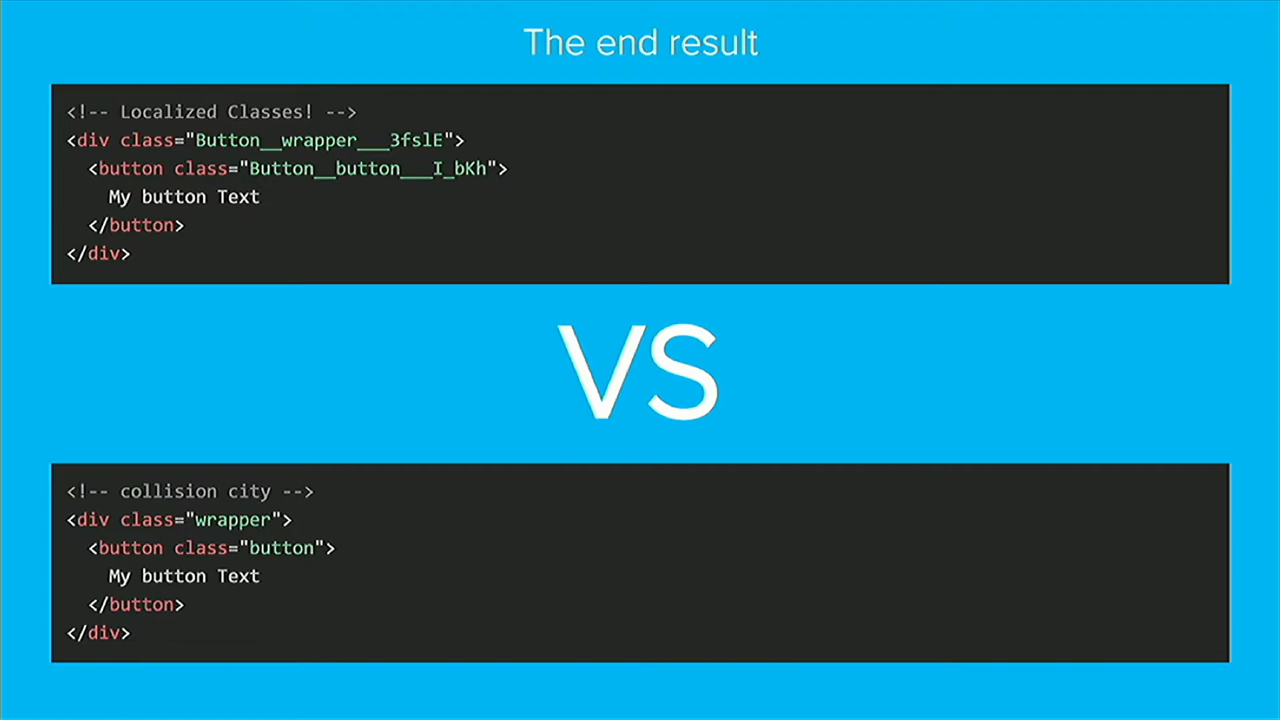 The end result
<!-- Localized Classes! -->
<div class="Button__wrapper___3fslE">
<button class="Button__button___I_bKh">
My button Text
</button>
</div>
VS
<!-- collision city -->
<div class="wrapper">
<button class="button">
My button Text
</button>
</div>